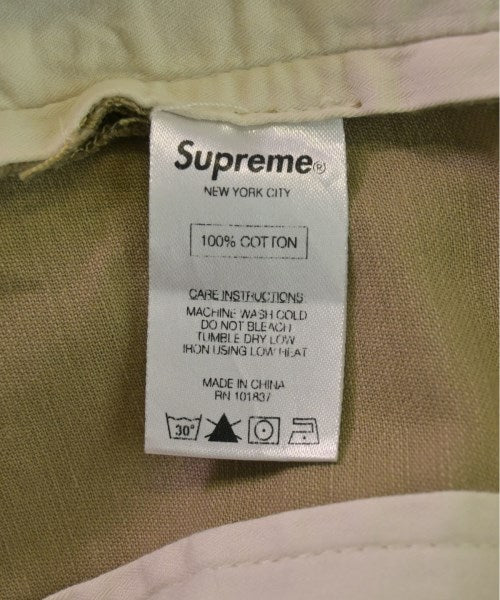 Supreme®
NEW YORK CITY
100% COTTON
CARE INSTRUCTIONS
MACHINE WASH COLD
DO NOT BLEACH
TUMBLE DRY LOW
IRON USING LOW HEAT
MADE IN CHINA
RN 101837
30°